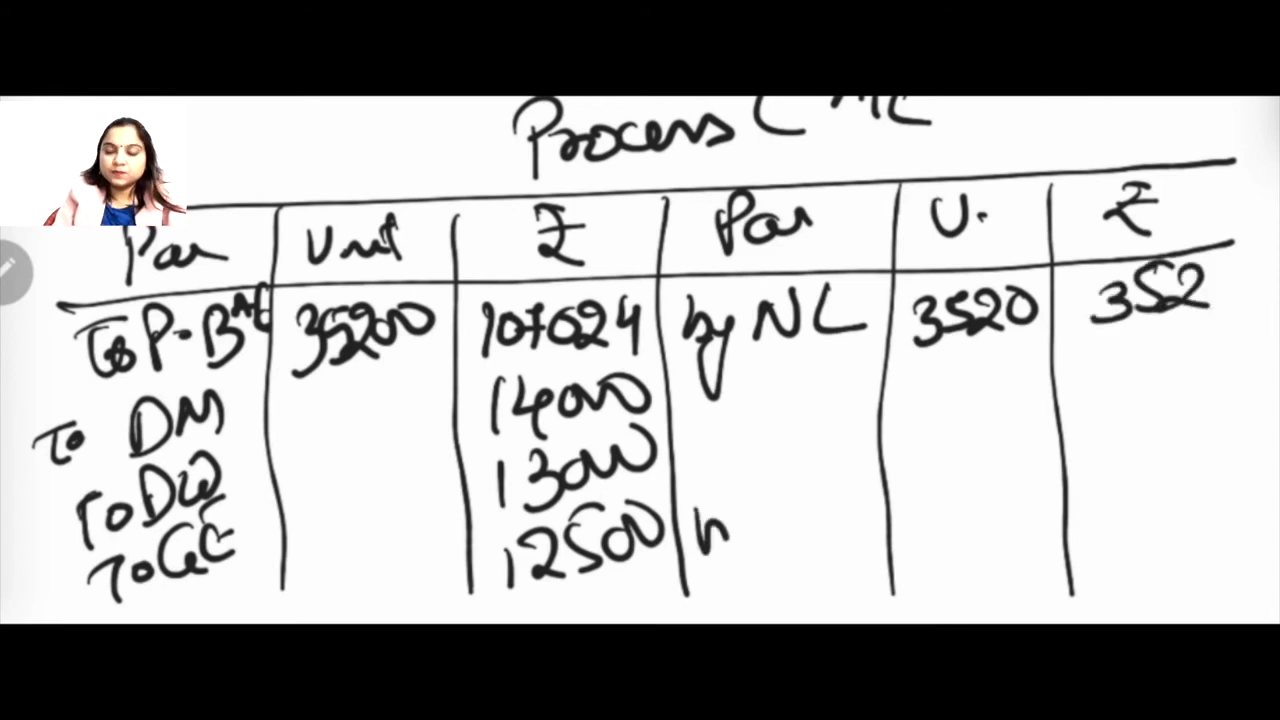 Process C A/C
Par Unit ₹ Par U. ₹
To P-B A/C 35200 107024 by NL 3520 352
To DM 14000
To DW 13000
To GE 12500